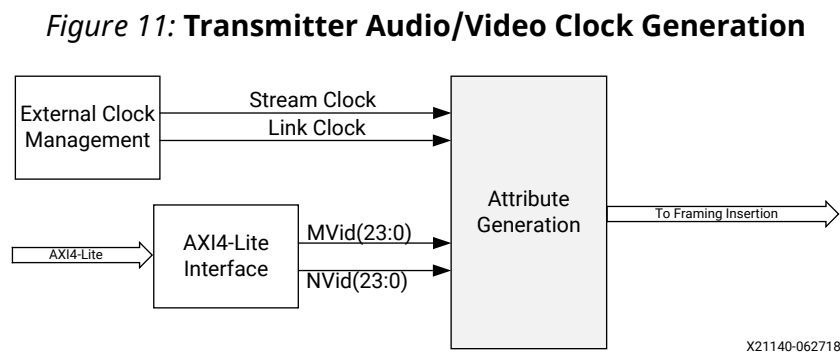 Figure 11: Transmitter Audio/Video Clock Generation
External Clock
Management
Stream Clock
Link Clock
Attribute
Generation
To Framing Insertion
AXI4-Lite
AXI4-Lite
Interface
MVid(23:0)
NVid(23:0)
X21140-062718